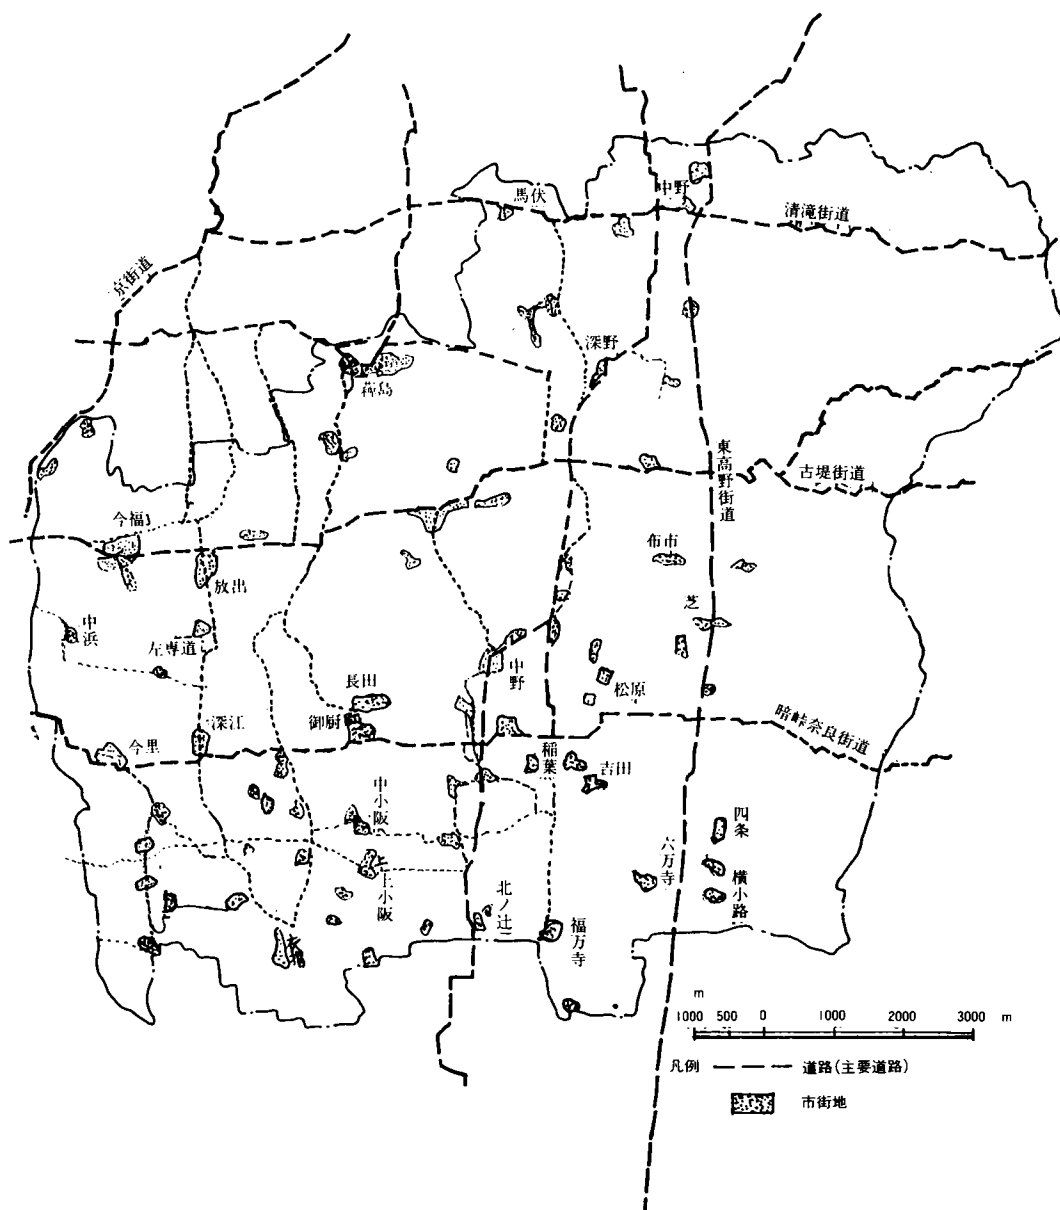 馬伏
中野
清滝街道
京街道
深野
鞆島
東高野街道
古堤街道
今福
布市
放出
芝
中浜
左専道
中野
長田
松原
深江
御厨
暗峠奈良街道
今里
稲葉
吉田
中小阪
四条
六万寺
上小阪
横小路
北ノ辻
福万寺
衣摺
m
1000 500 0 1000 2000 3000 m
凡例 道路(主要道路)
市街地